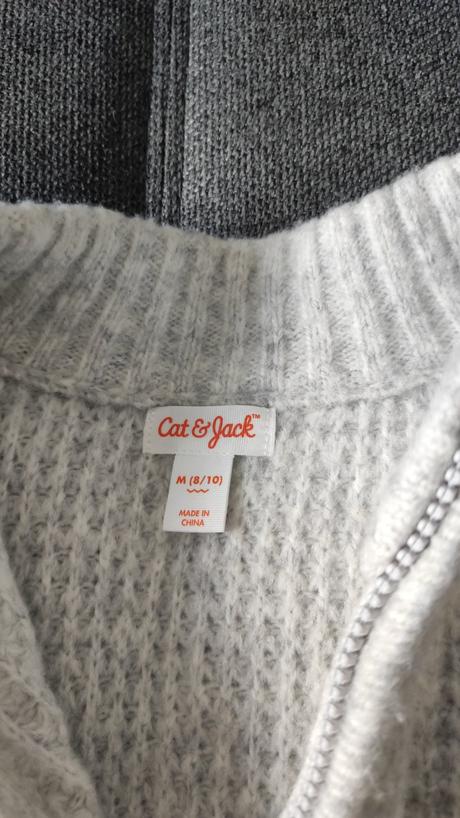 Cat & Jack™
M (8/10)
MADE IN
CHINA